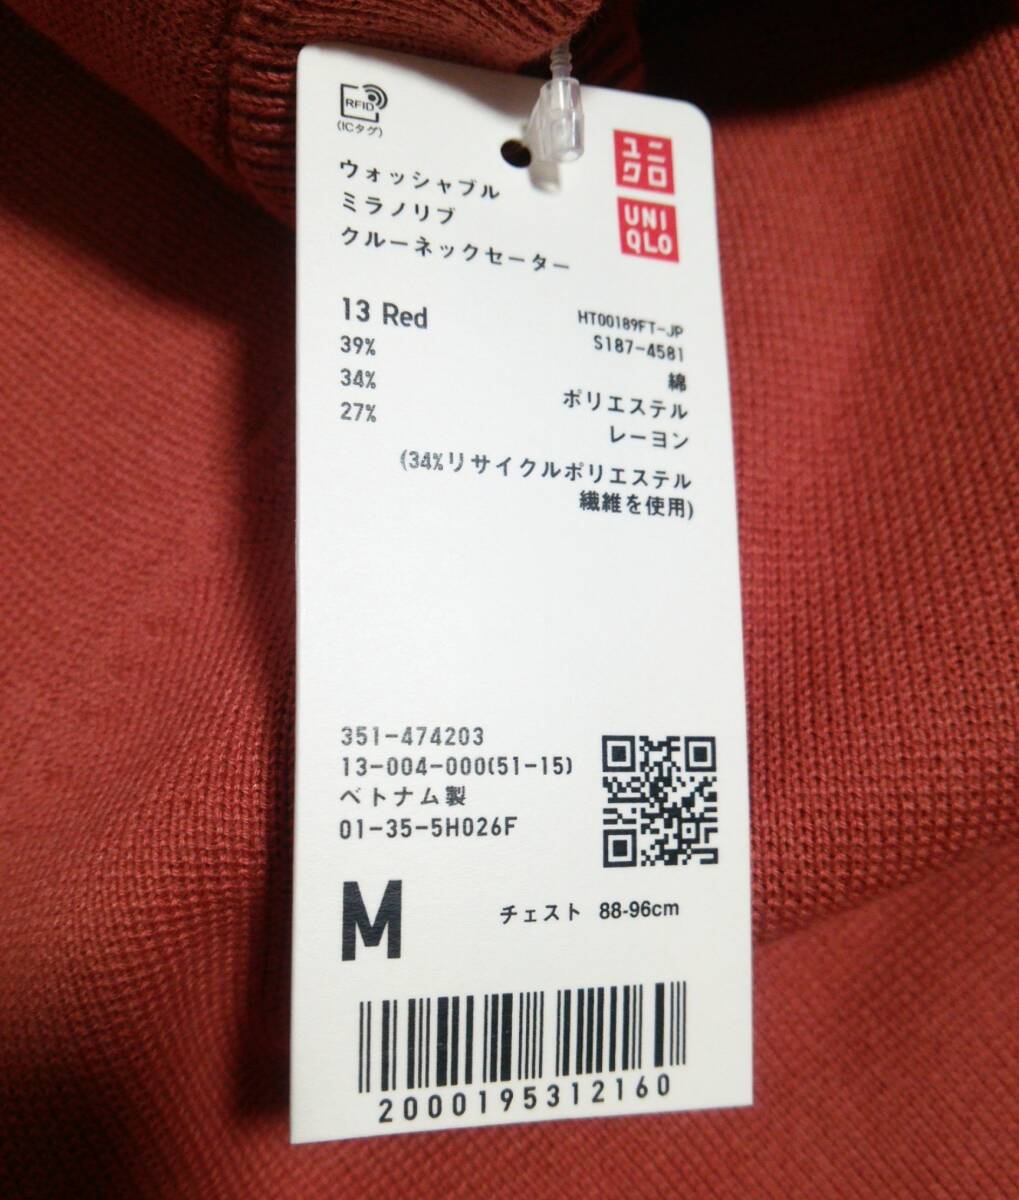 RFID
(ICタグ)
ユニ
クロ
UNI
QLO
ウォッシャブル
ミラノリブ
クルーネックセーター
13 Red
HT00189FT-JP
S187-4581
39% 綿
34% ポリエステル
27% レーヨン
(34%リサイクルポリエステル
繊維を使用)
351-474203
13-004-000(51-15)
ベトナム製
01-35-5H026F
M チェスト 88-96cm
2000195312160